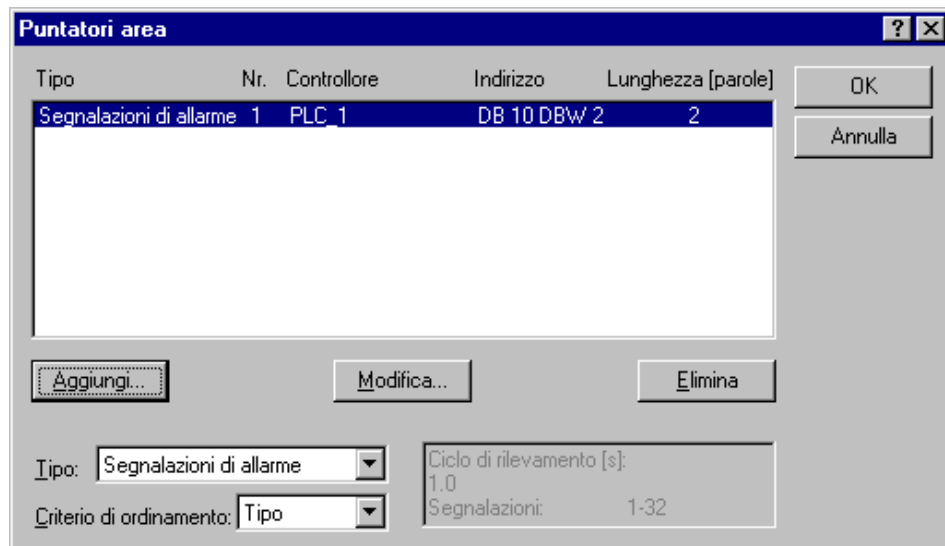 Puntatori area
Tipo Nr. Controllore Indirizzo Lunghezza [parole]
OK
Segnalazioni di allarme 1 PLC_1 DB 10 DBW 2 2
Annulla
Aggiungi... Modifica... Elimina
Tipo: Segnalazioni di allarme
Criterio di ordinamento: Tipo
Ciclo di rilevamento [s]:
1.0
Segnalazioni: 1-32